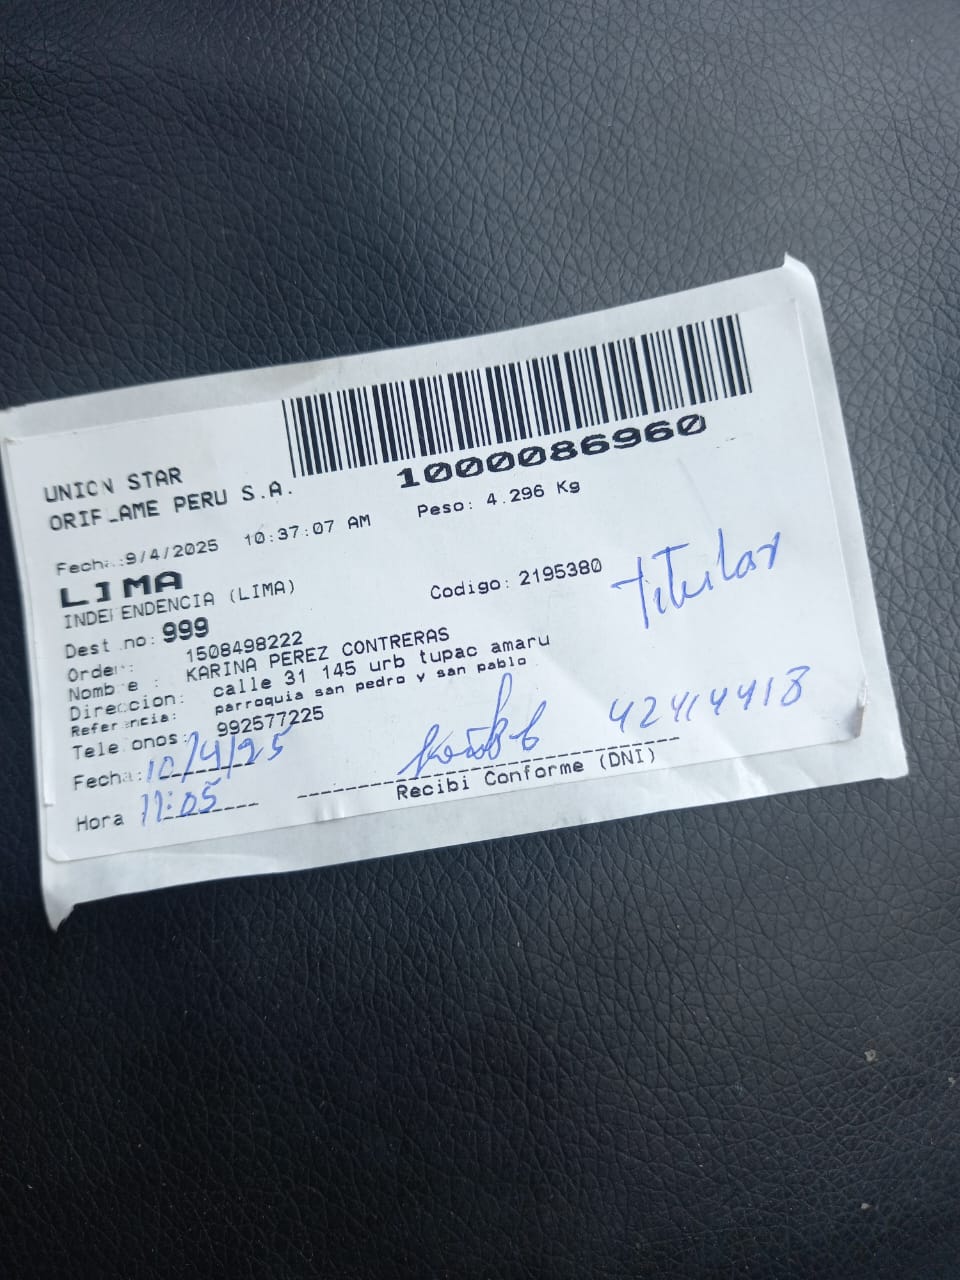 1000086960
UNION STAR
ORIFLAME PERU S.A.
Fecha.:9/4/2025 10:37:07 AM Peso: 4.296 Kg
LIMA
INDEPENDENCIA (LIMA) Codigo: 2195380
Titular
Dest.no: 999
Orden: 1508498222
Nombre : KARINA PEREZ CONTRERAS
Direccion: calle 31 145 urb tupac amaru
Referencia: parroquia san pedro y san pablo
Telefonos: 992577225
Fecha: 10/4/25 42414418
Hora 11:05 Recibi Conforme (DNI)